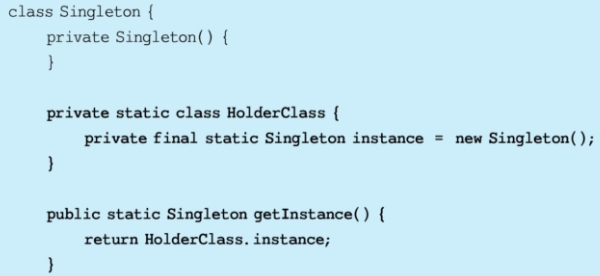 class Singleton {
    private Singleton() {
    }

    private static class HolderClass {
        private final static Singleton instance = new Singleton();
    }

    public static Singleton getInstance() {
        return HolderClass.instance;
    }